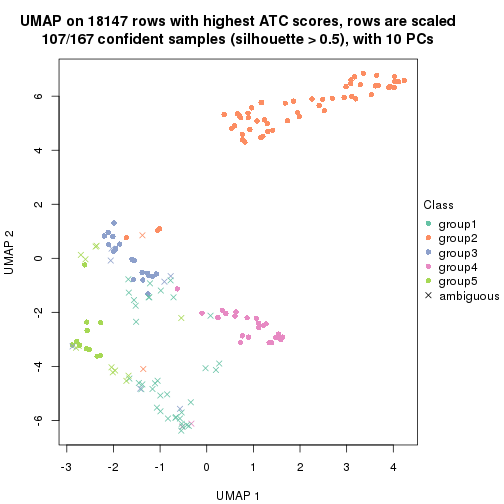 UMAP on 18147 rows with highest ATC scores, rows are scaled
107/167 confident samples (silhouette > 0.5), with 10 PCs
6
4
2
0
-2
-4
-6
UMAP 2
-3
-2
-1
0
1
2
3
4
UMAP 1
Class
group1
group2
group3
group4
group5
ambiguous